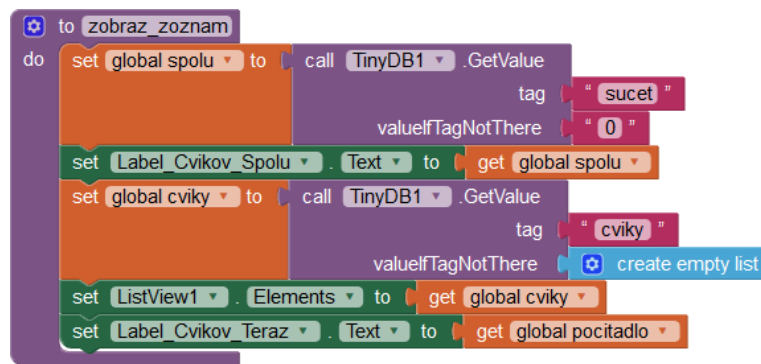 to zobraz_zoznam
do set global spolu to call TinyDB1 .GetValue
tag " sucet "
valueIfTagNotThere " 0 "
set Label_Cvikov_Spolu . Text to get global spolu
set global cviky to call TinyDB1 .GetValue
tag " cviky "
valueIfTagNotThere create empty list
set ListView1 . Elements to get global cviky
set Label_Cvikov_Teraz . Text to get global pocitadlo